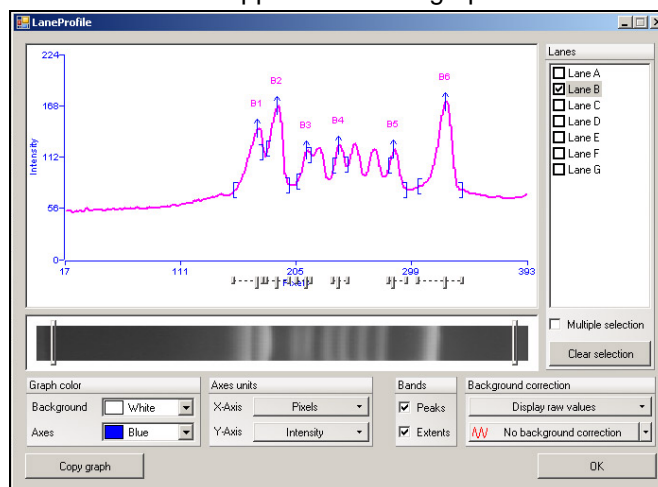 LaneProfile
224
168
112
56
0
Intensity
B1
B2
B3
B4
B5
B6
17
111
205
299
393
Pixels
Lanes
Lane A
Lane B
Lane C
Lane D
Lane E
Lane F
Lane G
Multiple selection
Clear selection
Graph color
Background White
Axes Blue
Axes units
X-Axis Pixels
Y-Axis Intensity
Bands
Peaks
Extents
Background correction
Display raw values
No background correction
Copy graph
OK